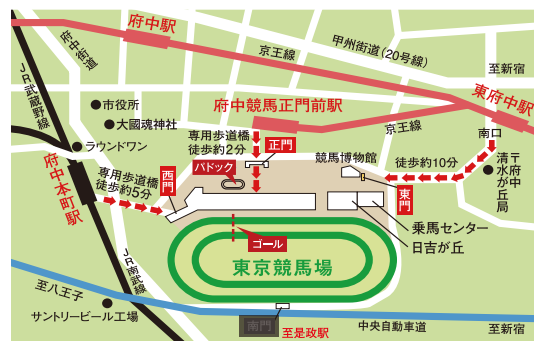 府中駅
府中街道
甲州街道(20号線)
京王線
至新宿
JR武蔵野線
東府中駅
市役所
府中競馬正門前駅
大國魂神社
専用歩道橋
徒歩約2分
京王線
南口
正門
ラウンドワン
競馬博物館
徒歩約10分
〒府中
清水が丘局
西門
パドック
府中本町駅
専用歩道橋
徒歩約5分
東門
乗馬センター
日吉が丘
ゴール
東京競馬場
JR南武線
至八王子
サントリービール工場
南門
至是政駅
中央自動車道
至新宿